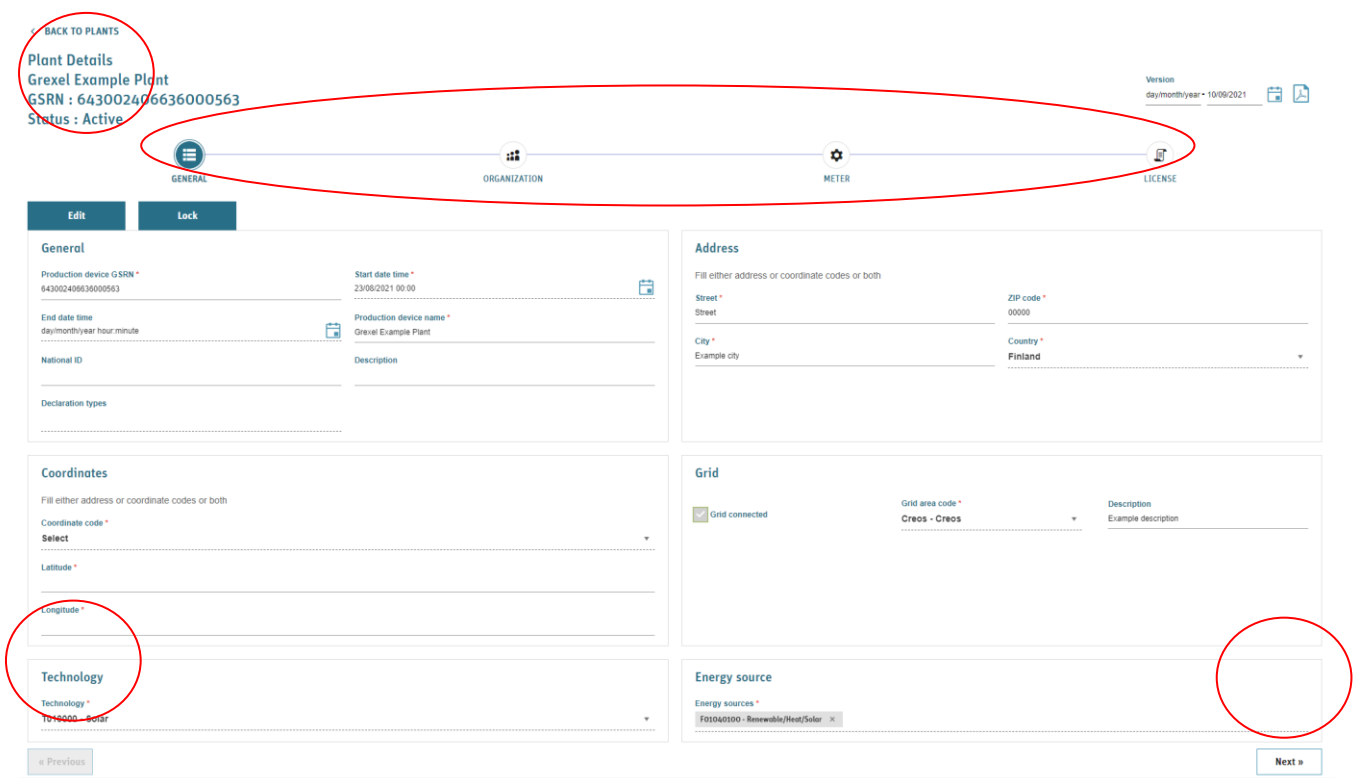 ‹ BACK TO PLANTS
Plant Details
Grexel Example Plant
GSRN : 643002406636000563
Status : Active
Version
day/month/year - 10/09/2021
GENERAL
ORGANIZATION
METER
LICENSE
Edit
Lock
General
Production device GSRN *
643002406636000563
Start date time *
23/08/2021 00:00
End date time
day/month/year hour:minute
Production device name *
Grexel Example Plant
National ID
Description
Declaration types
Address
Fill either address or coordinate codes or both
Street *
Street
ZIP code *
00000
City *
Example city
Country *
Finland
Coordinates
Fill either address or coordinate codes or both
Coordinate code *
Select
Latitude *
Longitude *
Grid
Grid connected
Grid area code *
Creos - Creos
Description
Example description
Technology
Technology *
T010000 - Solar
Energy source
Energy sources *
F01040100 - Renewable/Heat/Solar ×
« Previous
Next »